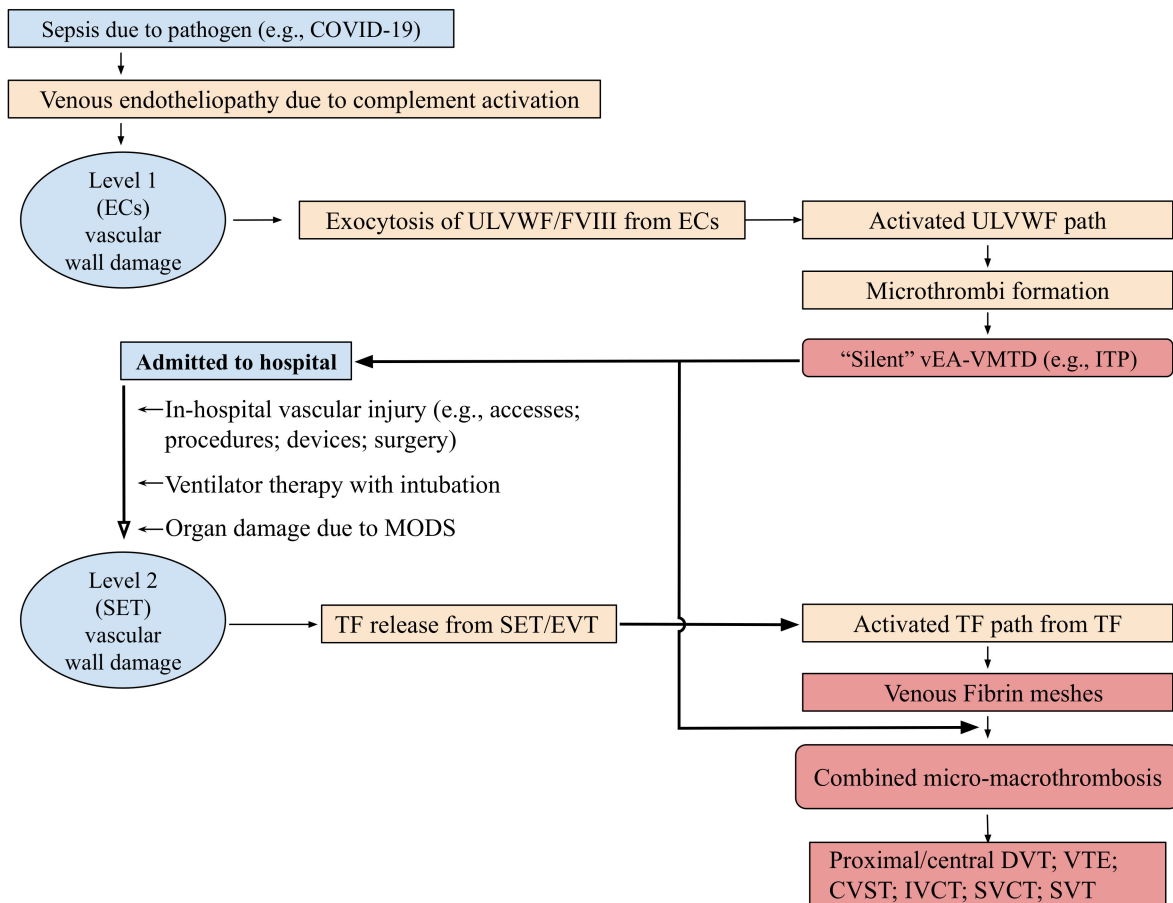 Sepsis due to pathogen (e.g., COVID-19)
Venous endotheliopathy due to complement activation
Level 1
(ECs)
vascular
wall damage
Exocytosis of ULVWF/FVIII from ECs
Activated ULVWF path
Microthrombi formation
“Silent” vEA-VMTD (e.g., ITP)
Admitted to hospital
In-hospital vascular injury (e.g., accesses;
procedures; devices; surgery)
Ventilator therapy with intubation
Organ damage due to MODS
Level 2
(SET)
vascular
wall damage
TF release from SET/EVT
Activated TF path from TF
Venous Fibrin meshes
Combined micro-macrothrombosis
Proximal/central DVT; VTE;
CVST; IVCT; SVCT; SVT